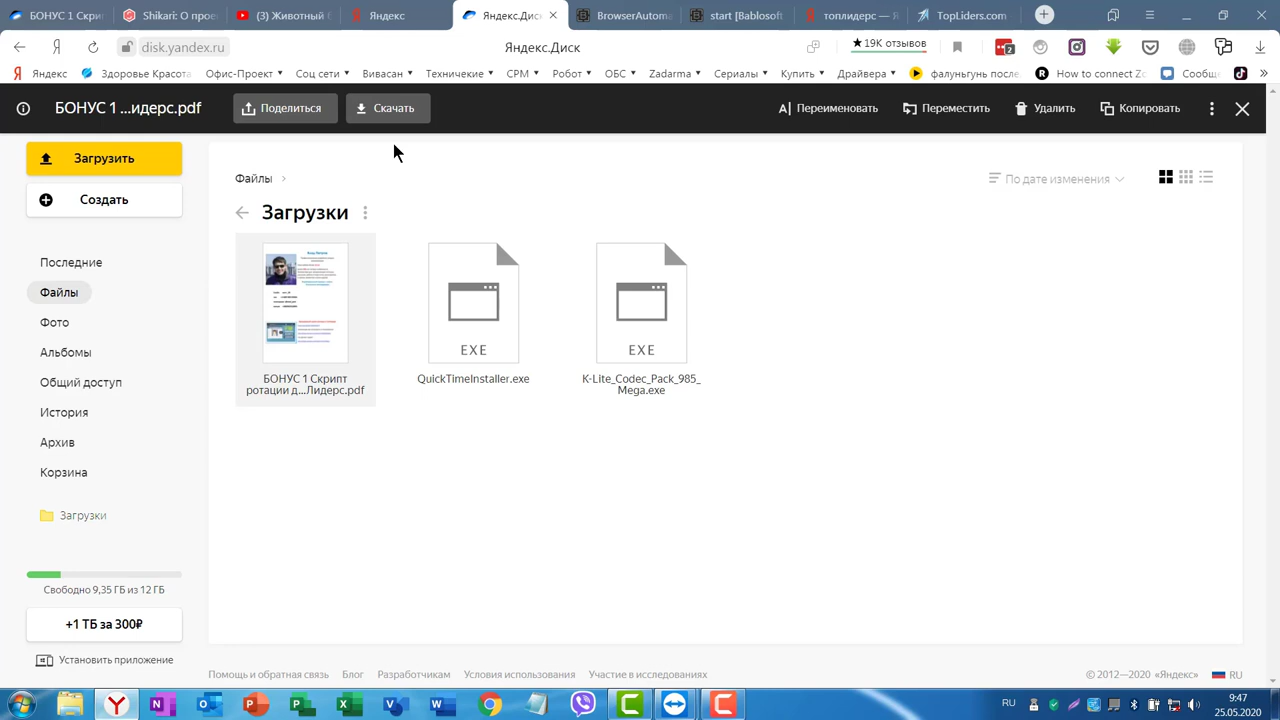 БОНУС 1 Скри
Shikari: О прое
(3) Животный б
Яндекс
Яндекс.Диск
BrowserAutoma
start [Bablosoft
топлидерс — Я
TopLiders.com
disk.yandex.ru
Яндекс.Диск
★19K отзывов
2
Яндекс
Здоровье Красота
Офис-Проект
Соц сети
Вивасан
Технические
СРМ
Робот
ОБС
Zadarma
Сериалы
Купить
Драйвера
фалуньгунь после
How to connect Zo
Сообщ
БОНУС 1 ...идерс.pdf
Поделиться
Скачать
Переименовать
Переместить
Удалить
Копировать
Загрузить
Создать
Последние
Файлы
Фото
Альбомы
Общий доступ
История
Архив
Корзина
Загрузки
Свободно 9,35 ГБ из 12 ГБ
+1 ТБ за 300₽
Установить приложение
Файлы
По дате изменения
Загрузки
EXE
EXE
БОНУС 1 Скрипт
ротации д...Лидерс.pdf
QuickTimeInstaller.exe
K-Lite_Codec_Pack_985_
Mega.exe
Помощь и обратная связь
Блог
Разработчикам
Условия использования
Участие в исследованиях
© 2012—2020 «Яндекс»
RU
RU
9:47
25.05.2020